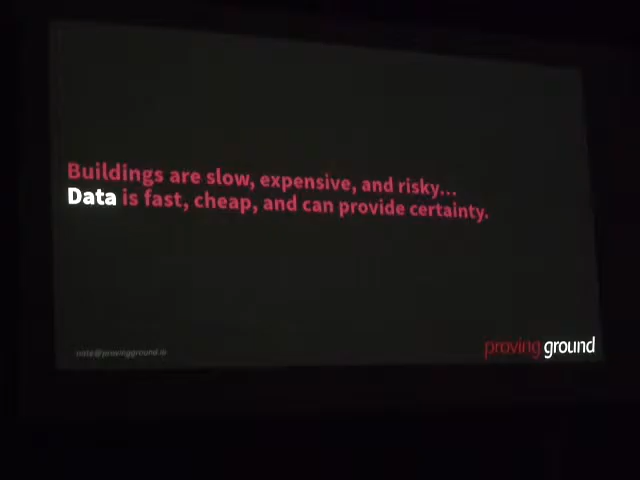 Buildings are slow, expensive, and risky...
Data is fast, cheap, and can provide certainty.
proving ground